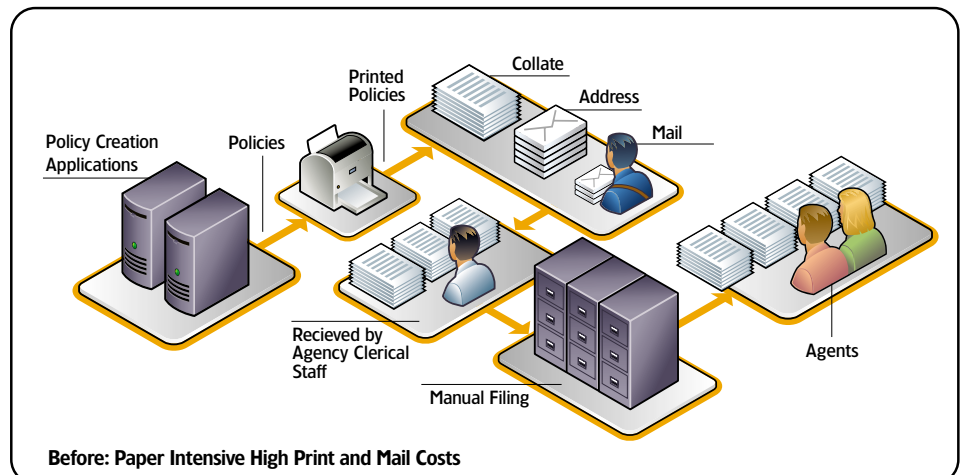 Collate
Printed
Policies
Address
Mail
Policy Creation
Applications
Policies
Recieved by
Agency Clerical
Staff
Agents
Manual Filing
Before: Paper Intensive High Print and Mail Costs